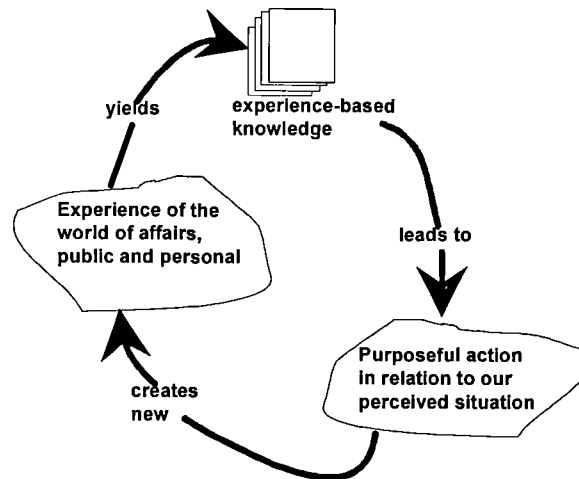 yields
experience-based
knowledge
Experience of the
world of affairs,
public and personal
leads to
Purposeful action
in relation to our
perceived situation
creates
new